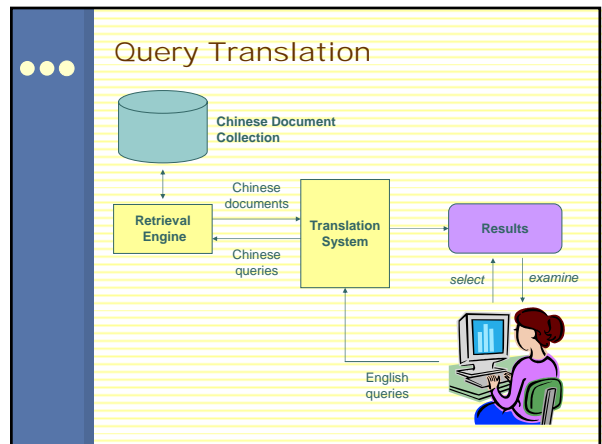 Query Translation
Chinese Document
Collection
Chinese
documents
Retrieval
Engine
Translation
System
Results
Chinese
queries
select
examine
English
queries